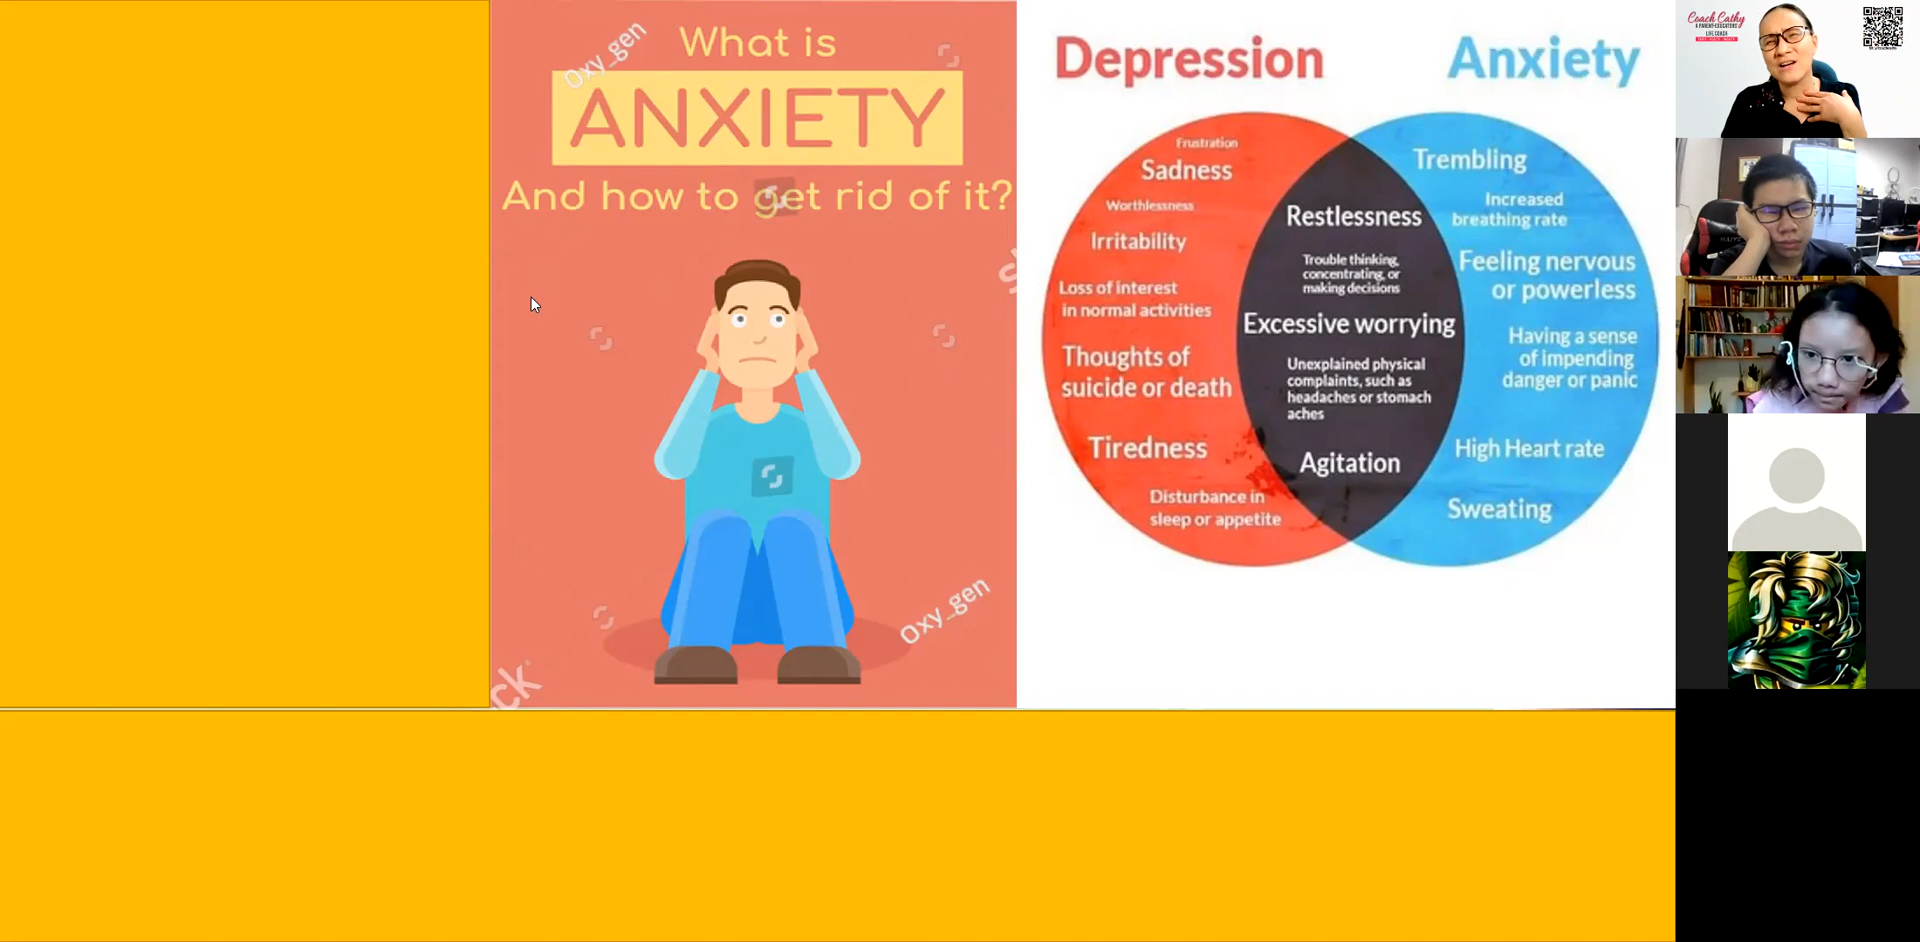 What is
ANXIETY
And how to get rid of it?
Oxy_gen
Oxy_gen
ck
Depression
Anxiety
Frustration
Sadness
Worthlessness
Irritability
Loss of interest
in normal activities
Thoughts of
suicide or death
Tiredness
Disturbance in
sleep or appetite
Restlessness
Trouble thinking,
concentrating, or
making decisions
Excessive worrying
Unexplained physical
complaints, such as
headaches or stomach
aches
Agitation
Trembling
Increased
breathing rate
Feeling nervous
or powerless
Having a sense
of impending
danger or panic
High Heart rate
Sweating
Coach Cathy
LIFE COACH